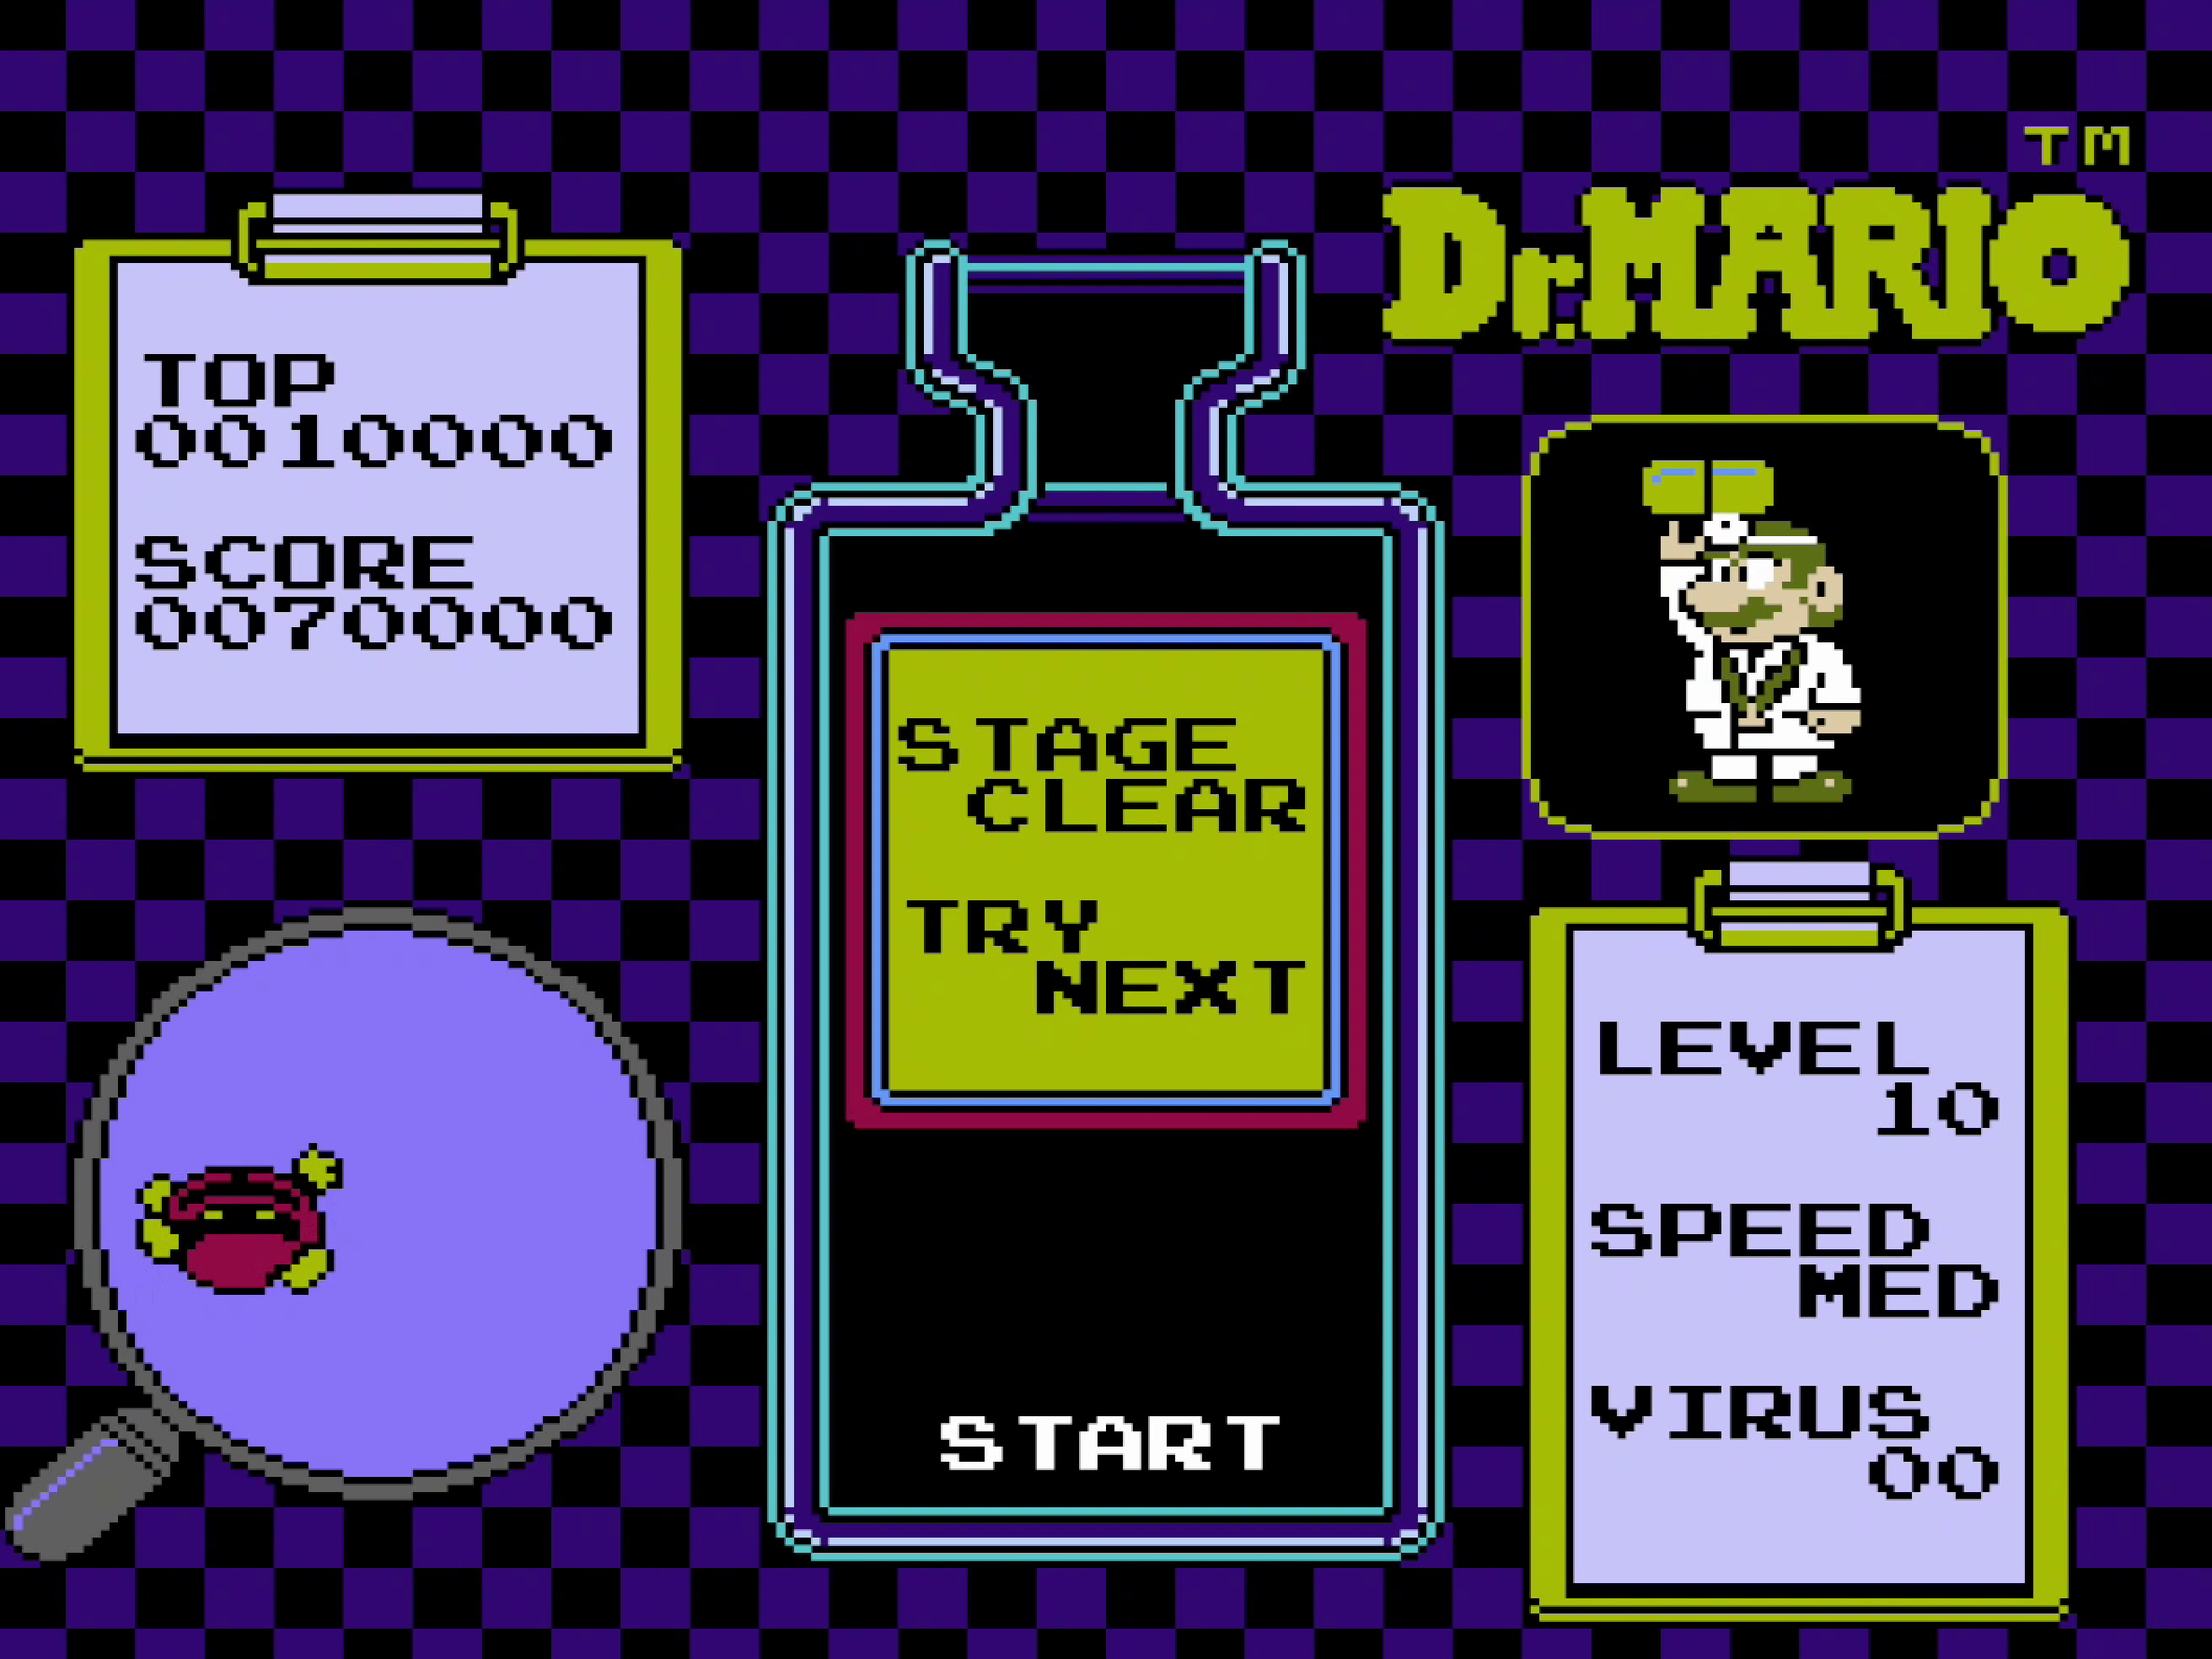 TM
Dr. MARIO
TOP
0010000
SCORE
0070000
STAGE
CLEAR
TRY
NEXT
START
LEVEL
10
SPEED
MED
VIRUS
00